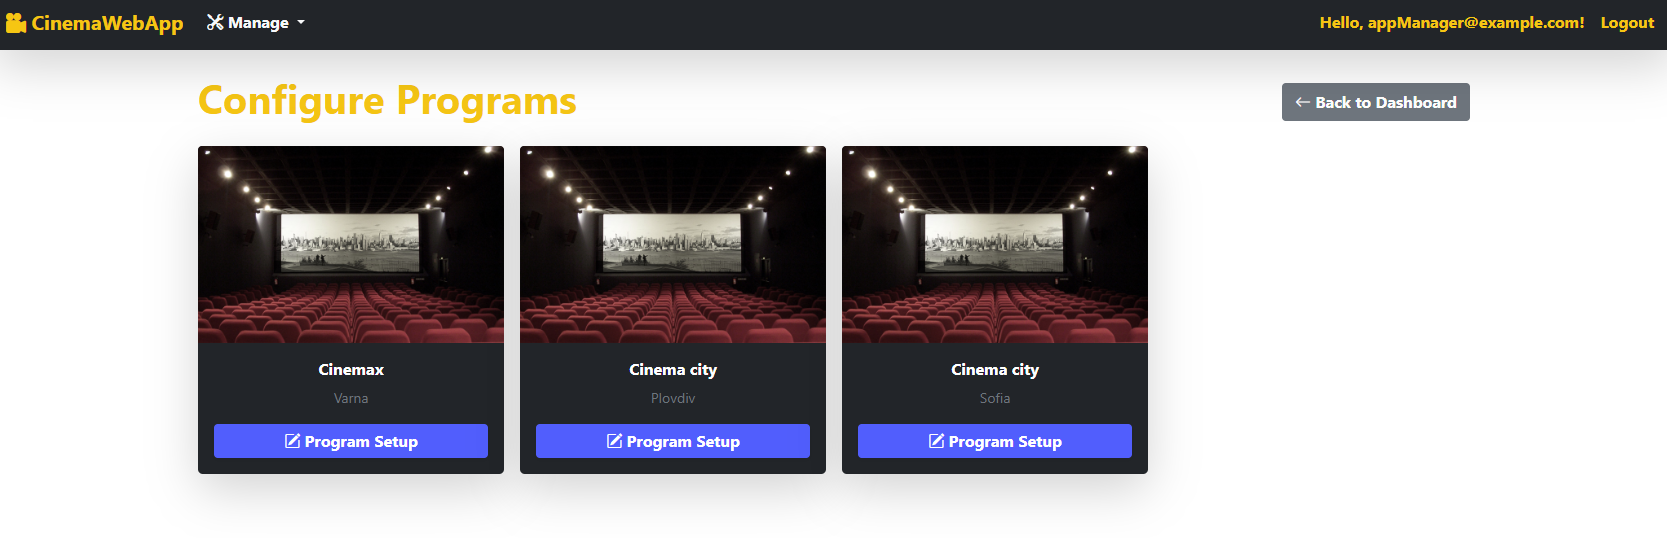 CinemaWebApp Manage Hello, appManager@example.com! Logout
Configure Programs
Back to Dashboard
Cinemax
Varna
Program Setup
Cinema city
Plovdiv
Program Setup
Cinema city
Sofia
Program Setup